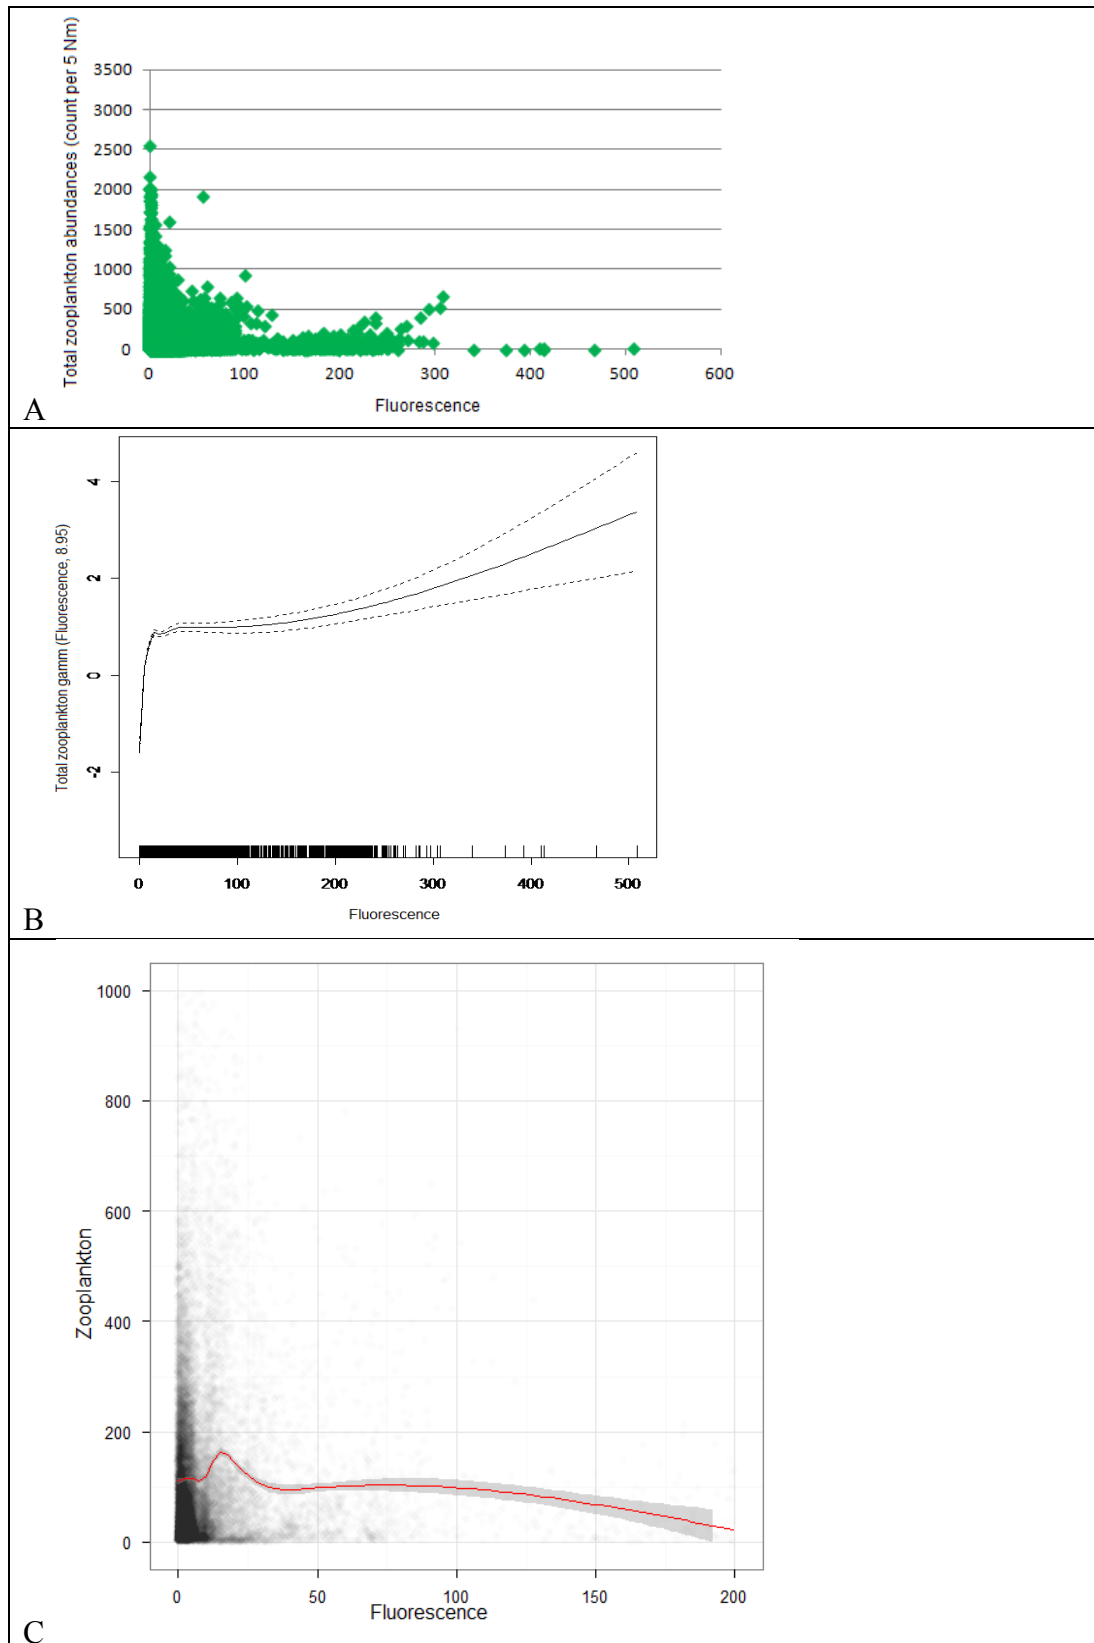 Total zooplankton abundances (count per 5 Nm)
3500
3000
2500
2000
1500
1000
500
0
0 100 200 300 400 500 600
Fluorescence
A
Total zooplankton gamm (Fluorescence, 8.95)
4
2
0
-2
0 100 200 300 400 500
Fluorescence
B
Zooplankton
1000
800
600
400
200
0
0 50 100 150 200
Fluorescence
C